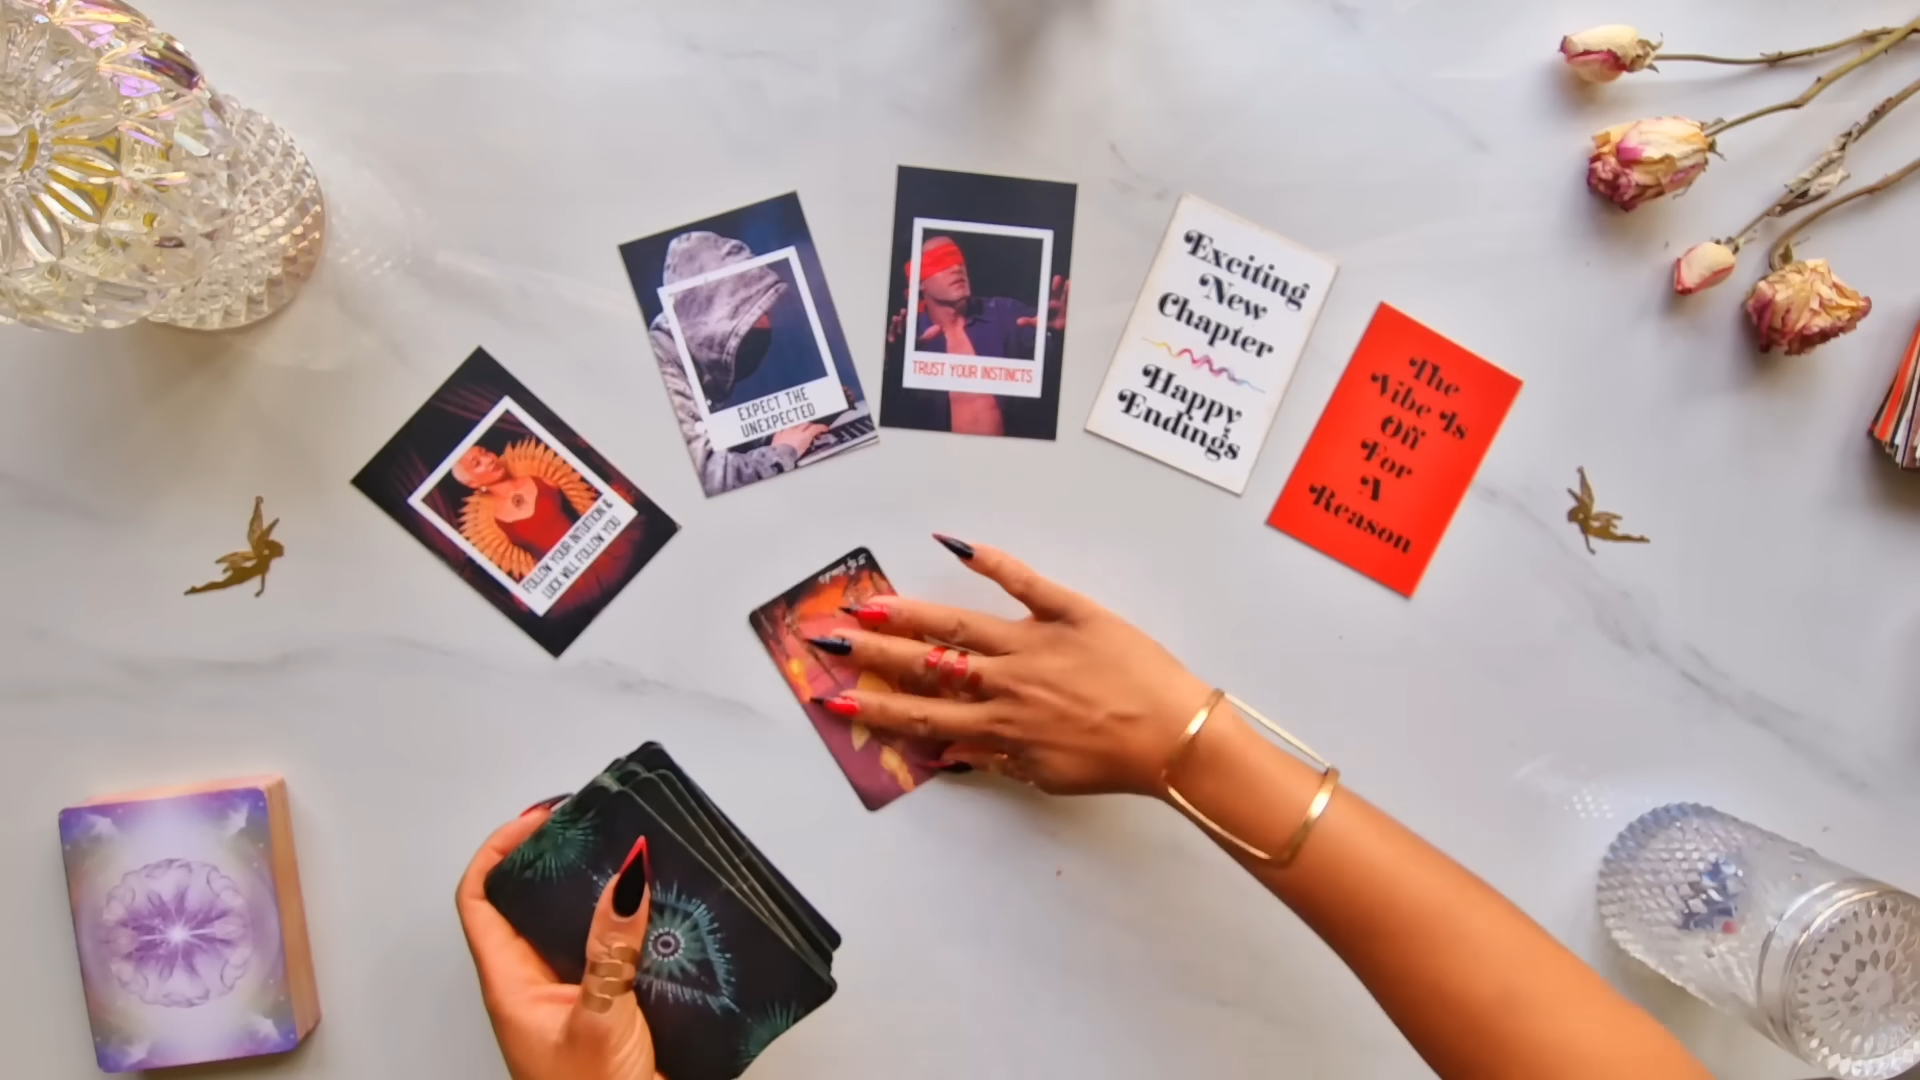 FOLLOW YOUR INTUITION &
LUCK WILL FOLLOW YOU
EXPECT THE
UNEXPECTED
TRUST YOUR INSTINCTS
Exciting
New
Chapter
Happy
Endings
The
Vibe Is
Off
For
A
Reason